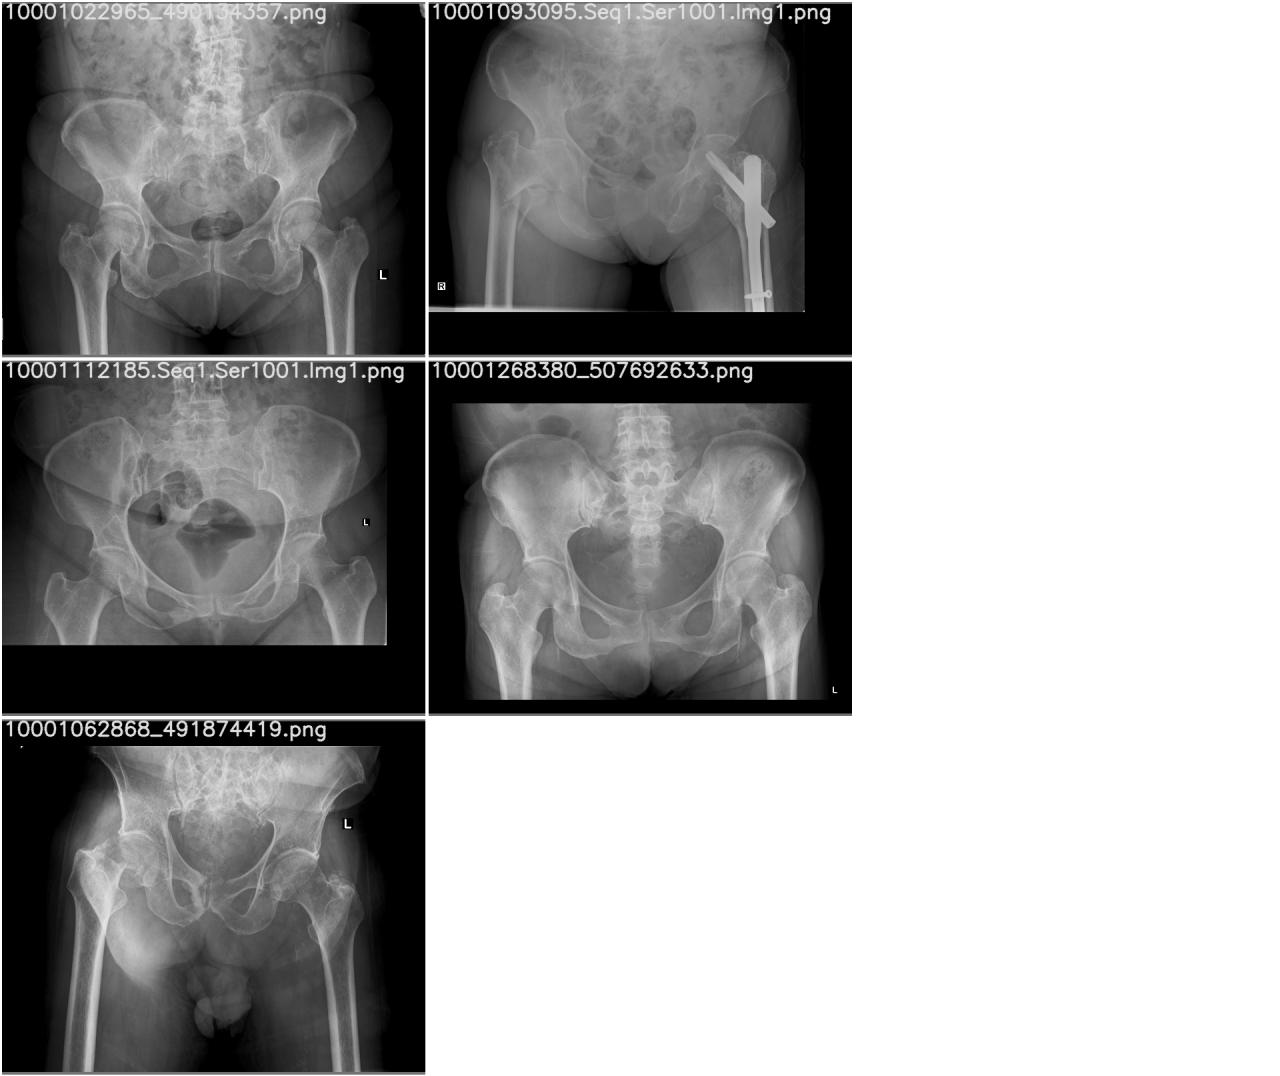 10001022965_490134357.png
10001093095.Seq1.Ser1001.Img1.png
L
R
10001112185.Seq1.Ser1001.Img1.png
10001268380_507692633.png
L
L
10001062868_491874419.png
L